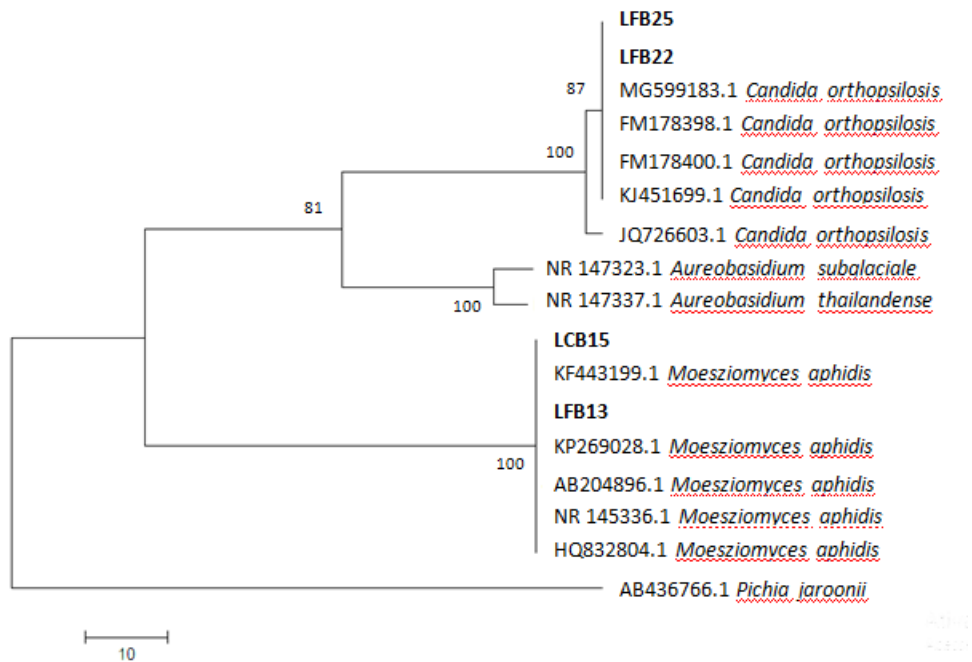 LFB25
LFB22
87
MG599183.1 Candida orthopsilosis
FM178398.1 Candida orthopsilosis
100
FM178400.1 Candida orthopsilosis
KJ451699.1 Candida orthopsilosis
81
JQ726603.1 Candida orthopsilosis
NR 147323.1 Aureobasidium subalaciale
NR 147337.1 Aureobasidium thailandense
100
LCB15
KF443199.1 Moesziomyces aphidis
LFB13
KP269028.1 Moesziomyces aphidis
100
AB204896.1 Moesziomyces aphidis
NR 145336.1 Moesziomyces aphidis
HQ832804.1 Moesziomyces aphidis
AB436766.1 Pichia jaroonii
10